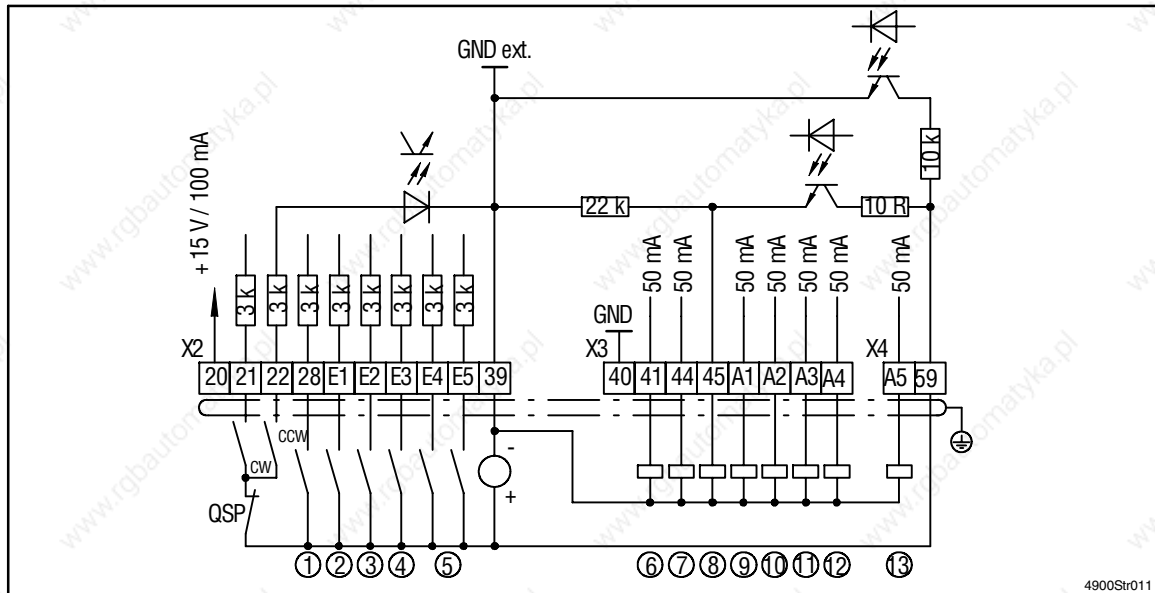 GND ext.
+ 15 V / 100 mA
22 k
10 R
10 k
3 k 3 k 3 k 3 k 3 k 3 k 3 k 3 k
50 mA 50 mA 50 mA 50 mA 50 mA 50 mA 50 mA
GND
X2
20 21 22 28 E1 E2 E3 E4 E5 39
X3
40 41 44 45 A1 A2 A3 A4
X4
A5 59
CCW
CW
QSP
-
+
1 2 3 4 5 6 7 8 9 10 11 12 13
4900Str011
www.rgbautomatyka.pl